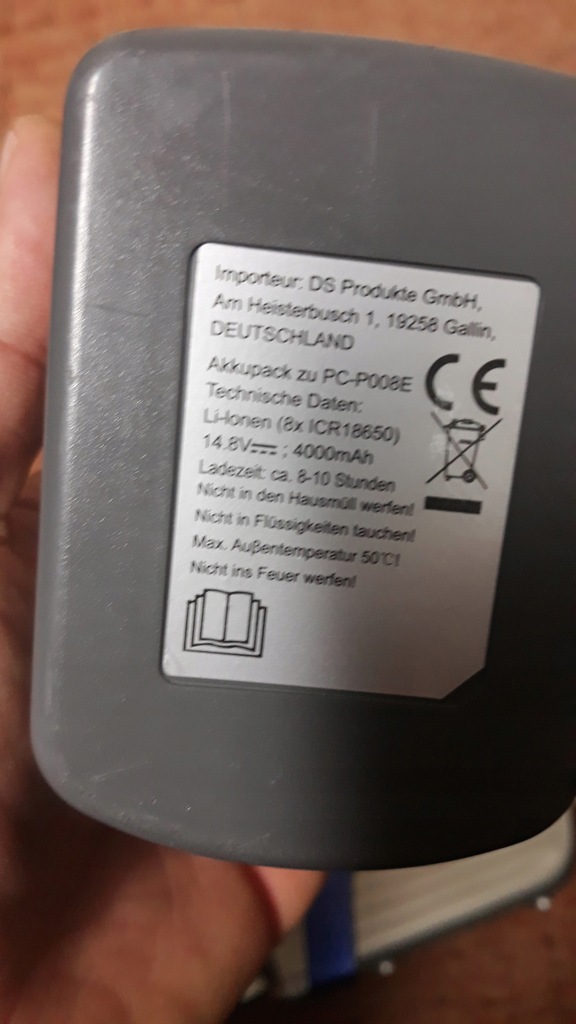 Importeur: DS Produkte GmbH,
Am Heisterbusch 1, 19258 Gallin,
DEUTSCHLAND
Akkupack zu PC-P008E
Technische Daten:
Li-Ionen (8x ICR18650)
14.8V⎓ ; 4000mAh
Ladezeit: ca. 8-10 Stunden
Nicht in den Hausmüll werfen!
Nicht in Flüssigkeiten tauchen!
Max. Außentemperatur 50°C!
Nicht ins Feuer werfen!
CE